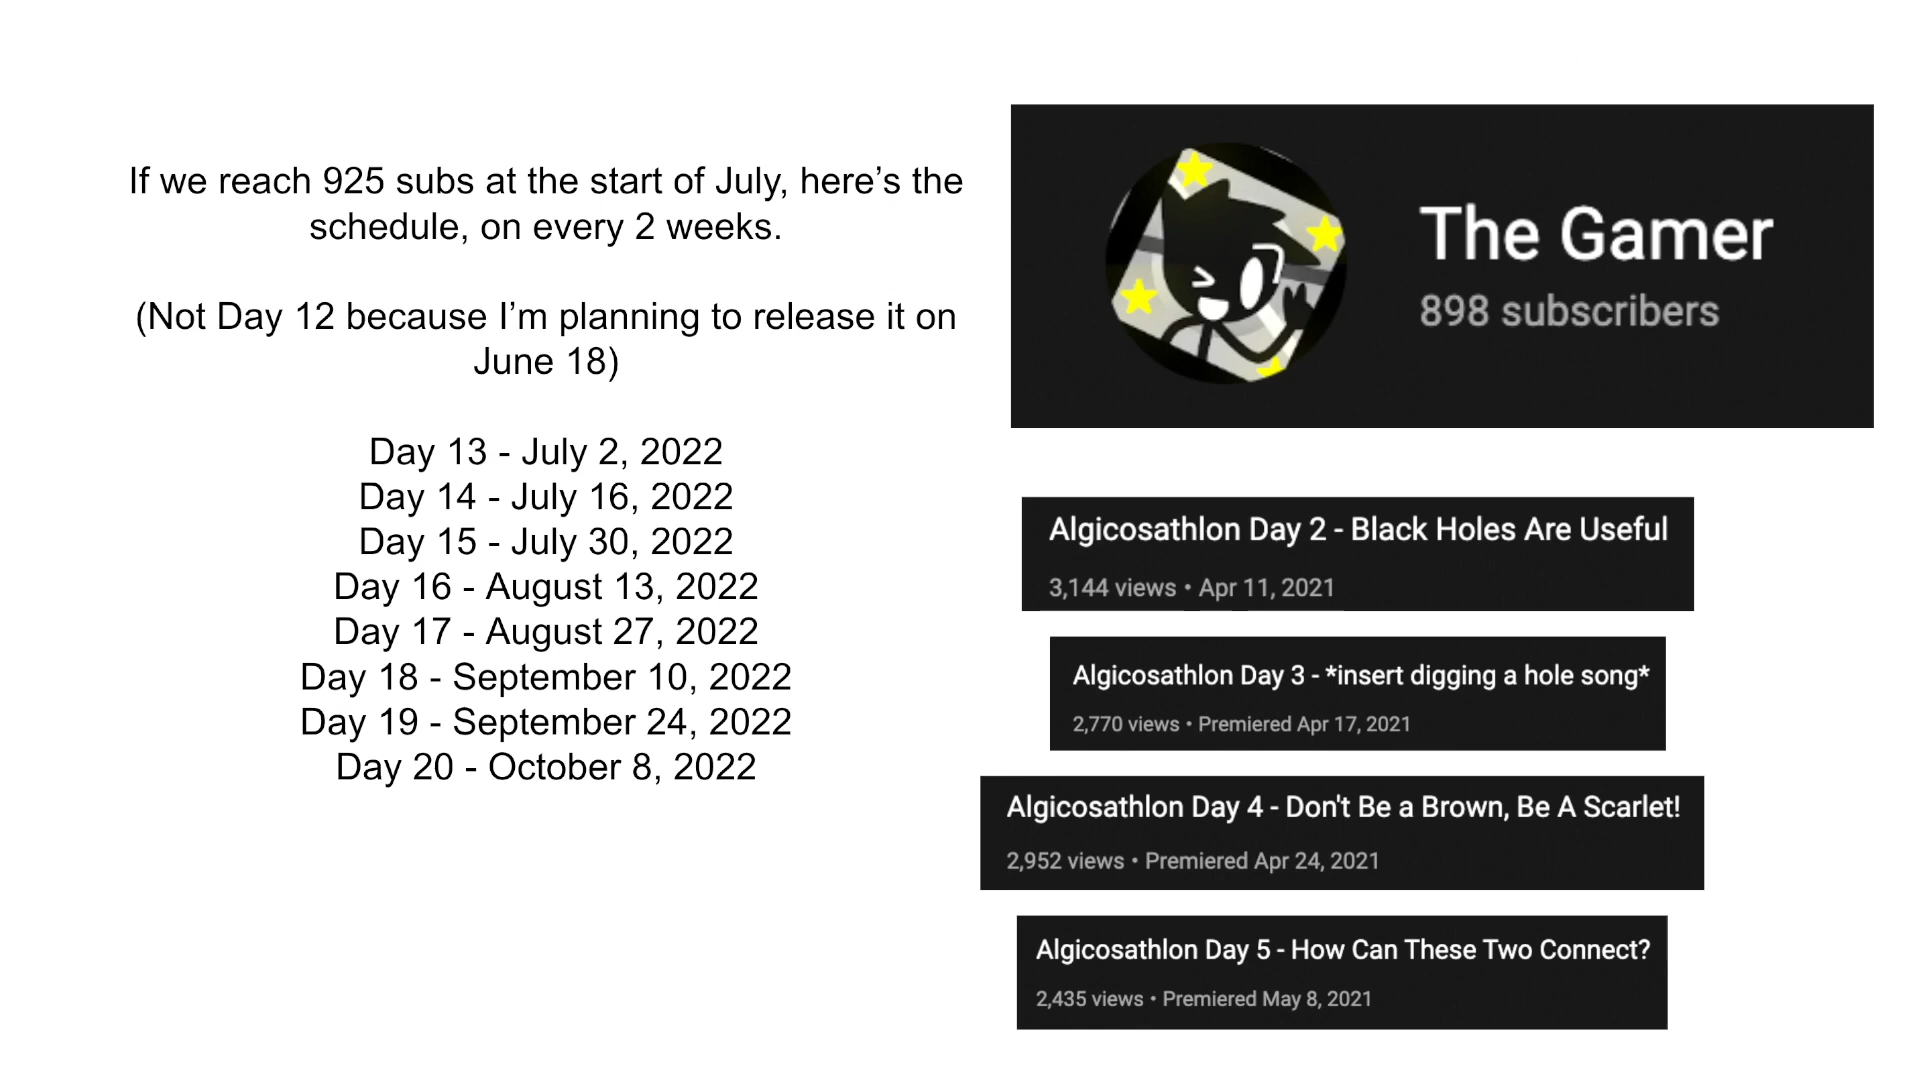 If we reach 925 subs at the start of July, here’s the
schedule, on every 2 weeks.
(Not Day 12 because I’m planning to release it on
June 18)
Day 13 - July 2, 2022
Day 14 - July 16, 2022
Day 15 - July 30, 2022
Day 16 - August 13, 2022
Day 17 - August 27, 2022
Day 18 - September 10, 2022
Day 19 - September 24, 2022
Day 20 - October 8, 2022
The Gamer
898 subscribers
Algicosathlon Day 2 - Black Holes Are Useful
3,144 views • Apr 11, 2021
Algicosathlon Day 3 - *insert digging a hole song*
2,770 views • Premiered Apr 17, 2021
Algicosathlon Day 4 - Don't Be a Brown, Be A Scarlet!
2,952 views • Premiered Apr 24, 2021
Algicosathlon Day 5 - How Can These Two Connect?
2,435 views • Premiered May 8, 2021